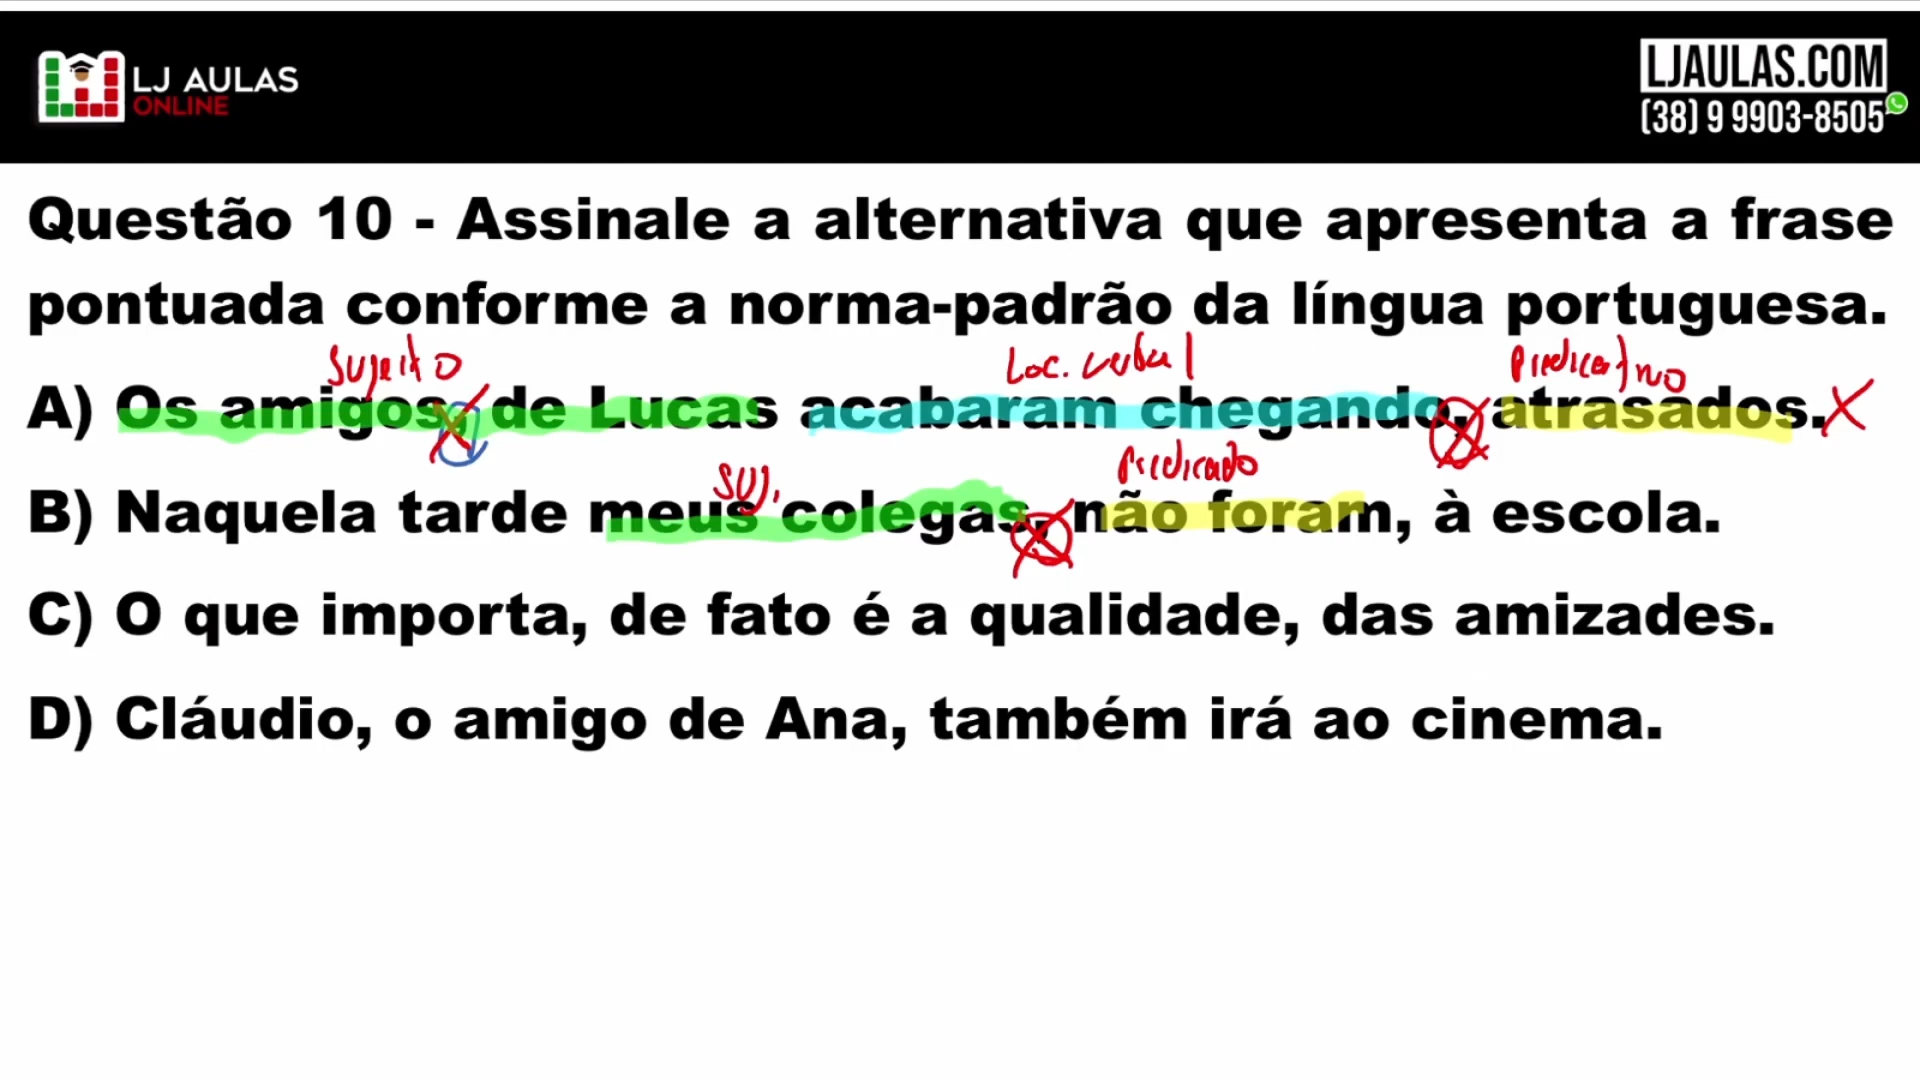 LJ AULAS
ONLINE
LJAULAS.COM
(38) 9 9903-8505
Questão 10 - Assinale a alternativa que apresenta a frase
pontuada conforme a norma-padrão da língua portuguesa.
Sujeito Loc. verbal Predicativo
A) Os amigos, de Lucas acabaram chegando, atrasados.
Suj. Predicado
B) Naquela tarde meus colegas, não foram, à escola.
C) O que importa, de fato é a qualidade, das amizades.
D) Cláudio, o amigo de Ana, também irá ao cinema.